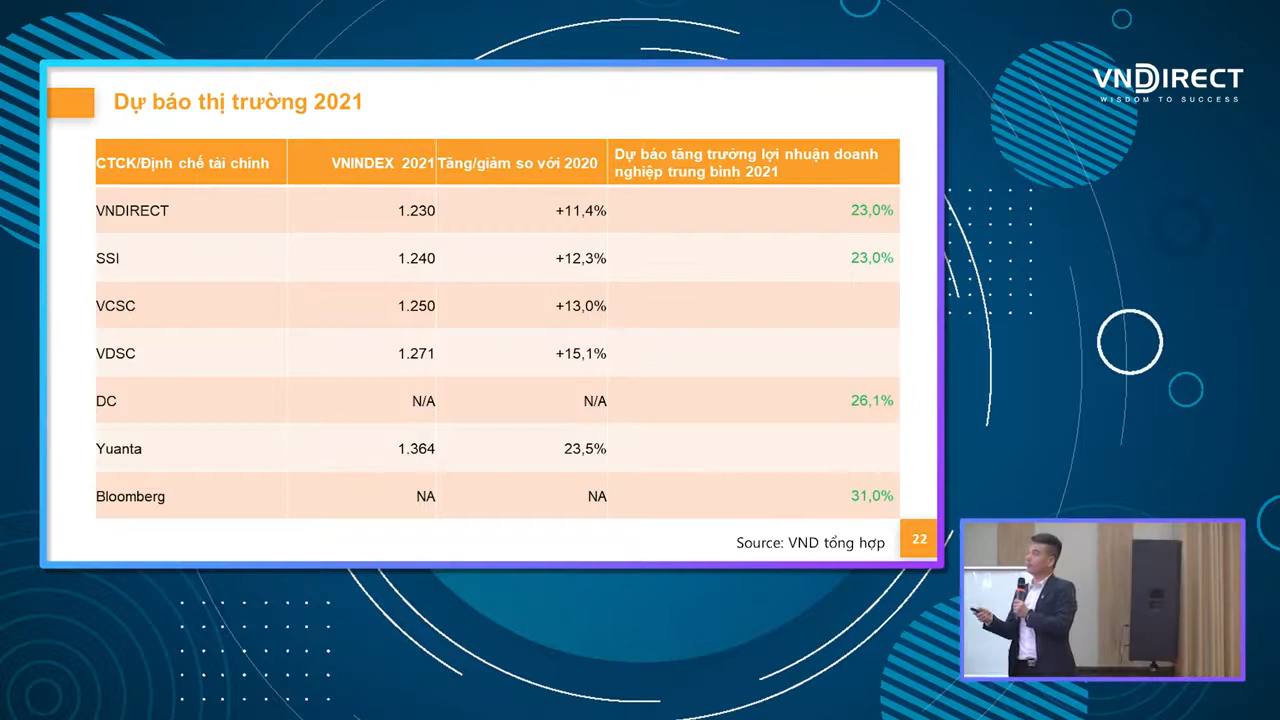 VNDIRECT
WISDOM TO SUCCESS
Dự báo thị trường 2021
CTCK/Định chế tài chính VNINDEX 2021 Tăng/giảm so với 2020 Dự báo tăng trưởng lợi nhuận doanh
nghiệp trung bình 2021
VNDIRECT 1.230 +11,4% 23,0%
SSI 1.240 +12,3% 23,0%
VCSC 1.250 +13,0%
VDSC 1.271 +15,1%
DC N/A N/A 26,1%
Yuanta 1.364 23,5%
Bloomberg NA NA 31,0%
Source: VND tổng hợp
22